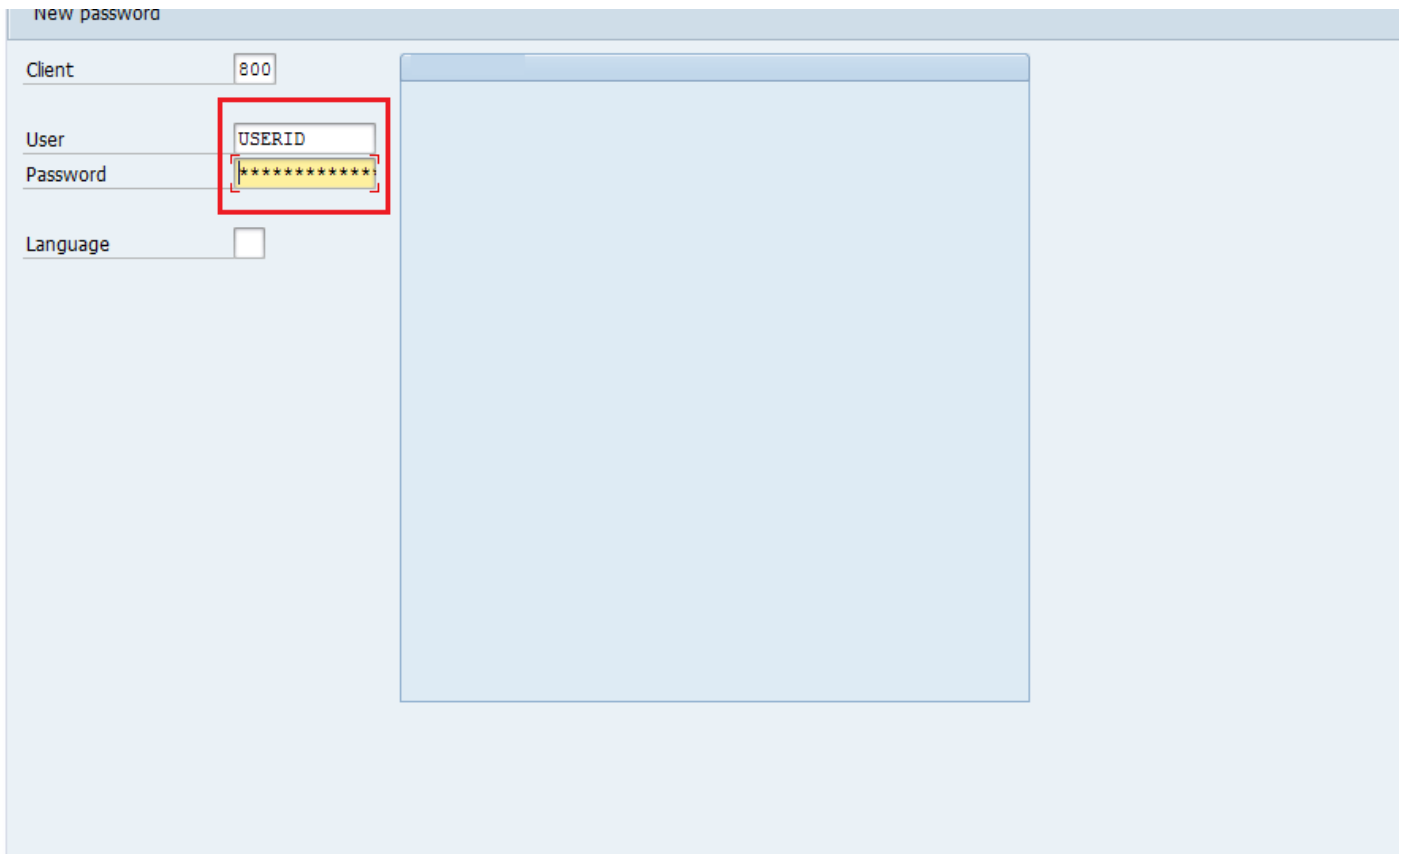 New password
Client 800
User USERID
Password *************
Language